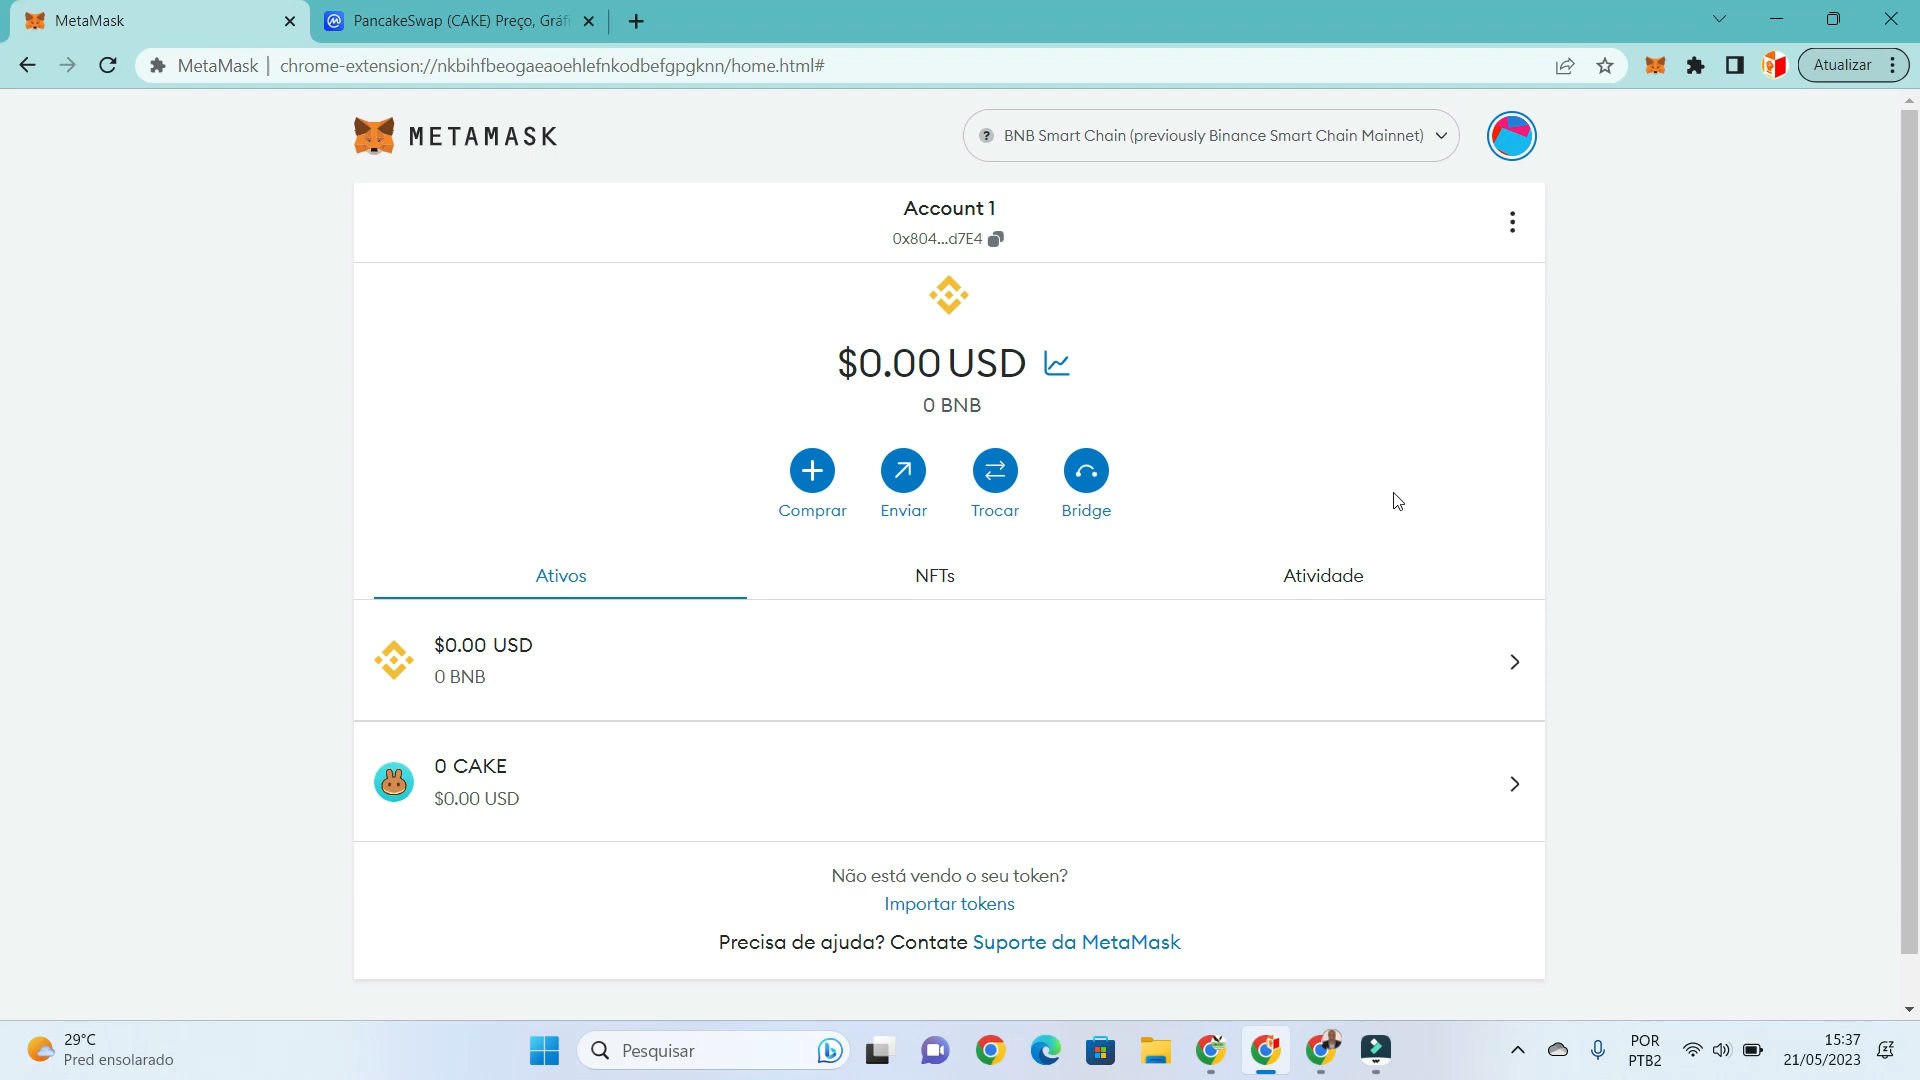 MetaMask
PancakeSwap (CAKE) Preço, Gráfi
MetaMask | chrome-extension://nkbihfbeogaeaoehlefnkodbefgpgknn/home.html#
Atualizar
METAMASK
? BNB Smart Chain (previously Binance Smart Chain Mainnet)
Account 1
0x804...d7E4
$0.00 USD
0 BNB
Comprar Enviar Trocar Bridge
Ativos NFTs Atividade
$0.00 USD
0 BNB
0 CAKE
$0.00 USD
Não está vendo o seu token?
Importar tokens
Precisa de ajuda? Contate Suporte da MetaMask
29°C
Pred ensolarado
Pesquisar
POR
PTB2
15:37
21/05/2023